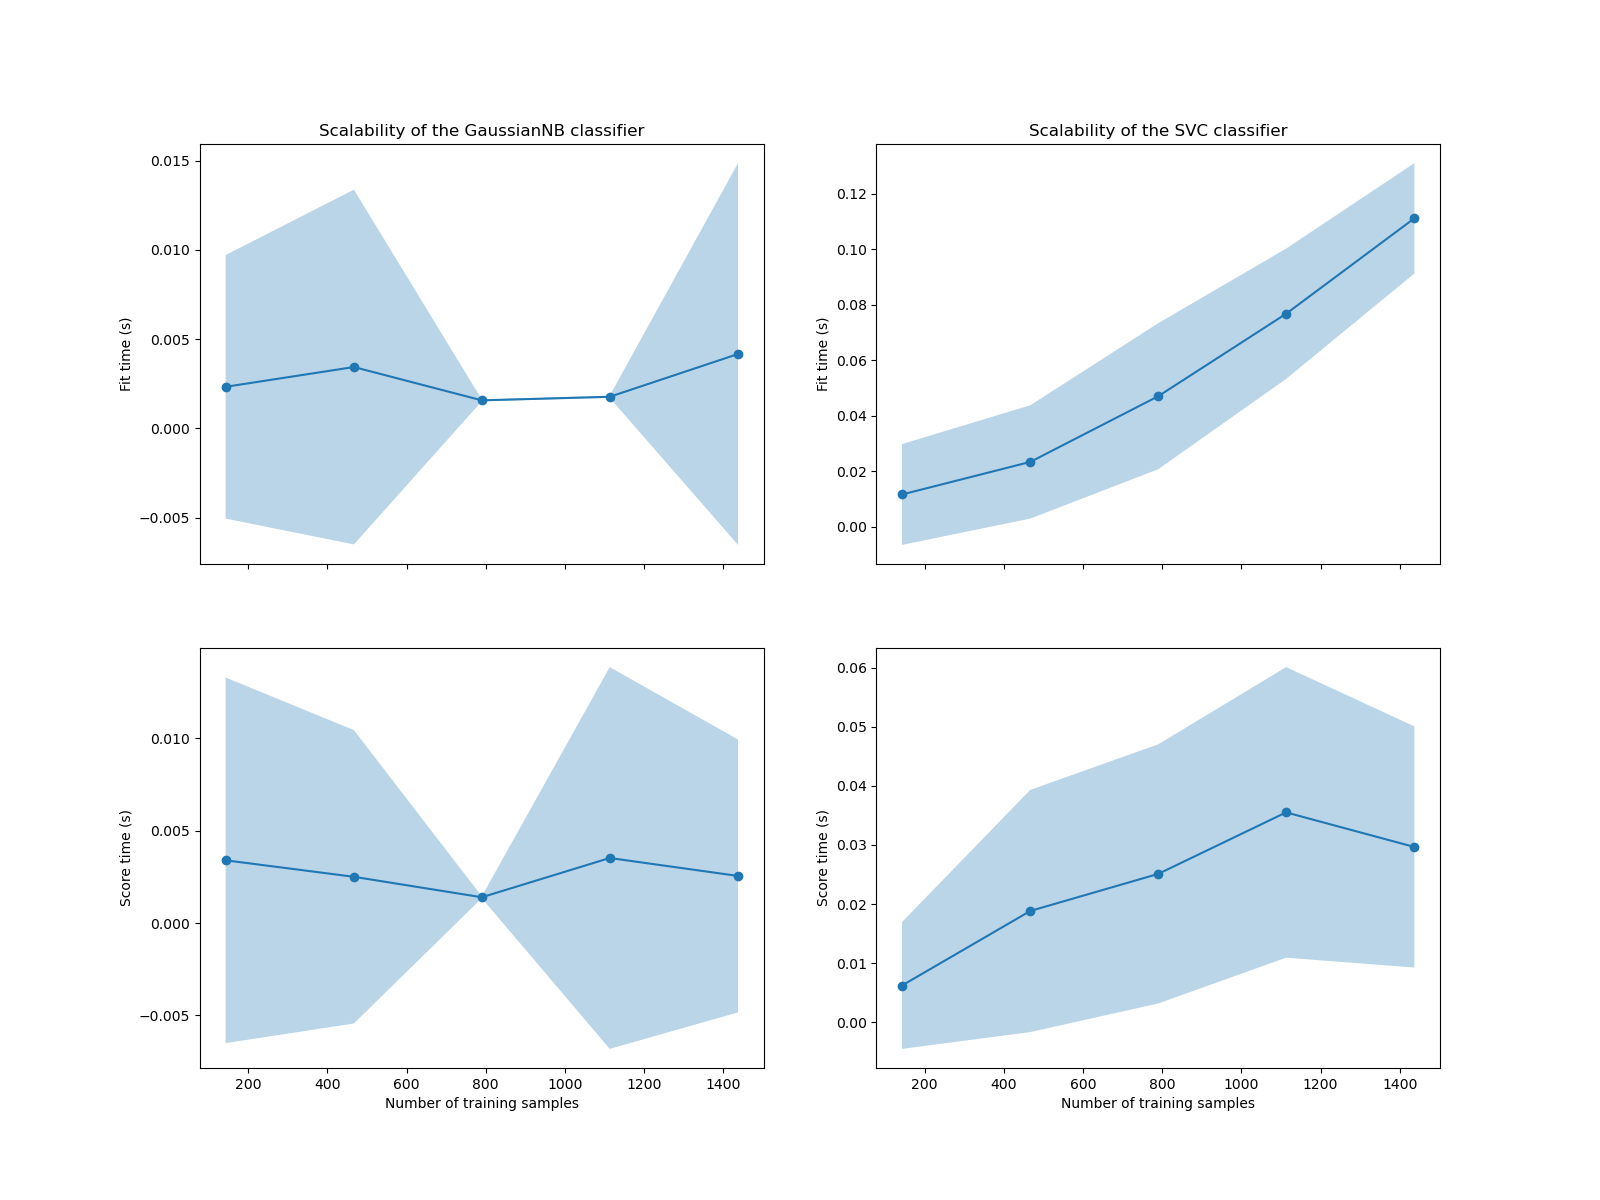 Scalability of the GaussianNB classifier
0.015
0.010
0.005
0.000
−0.005
Fit time (s)
Scalability of the SVC classifier
0.12
0.10
0.08
0.06
0.04
0.02
0.00
Fit time (s)
0.010
0.005
0.000
−0.005
Score time (s)
200 400 600 800 1000 1200 1400
Number of training samples
0.06
0.05
0.04
0.03
0.02
0.01
0.00
Score time (s)
200 400 600 800 1000 1200 1400
Number of training samples